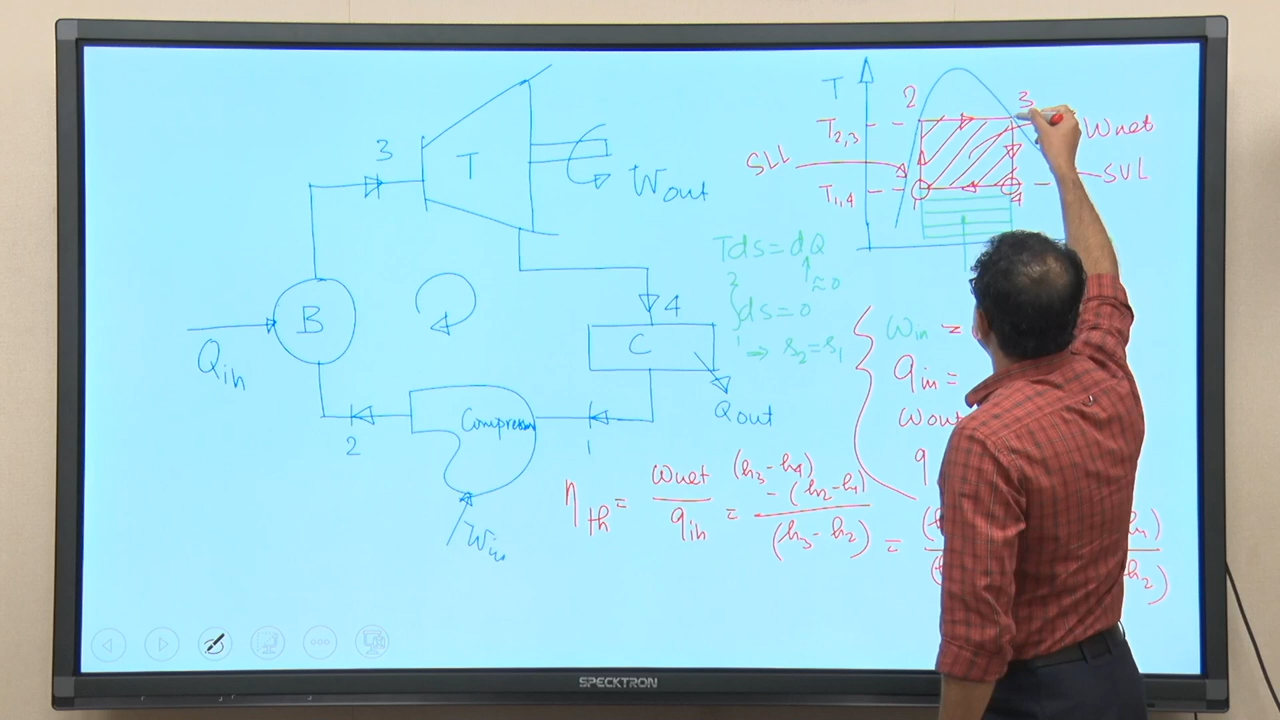 T
2
3
T2,3
Wnet
SLL
SVL
T1,4
1
4
3
T
Wout
B
Qin
4
C
Qout
2
Compressor
1
Win
Tds = dQ
≈0
ds = 0
⇒ s2 = s1
win =
qin =
wout
q
ηth = wnet / qin = (h3 - h4) - (h2 - h1) / (h3 - h2) =
h1)
h2)
SPECKTRON